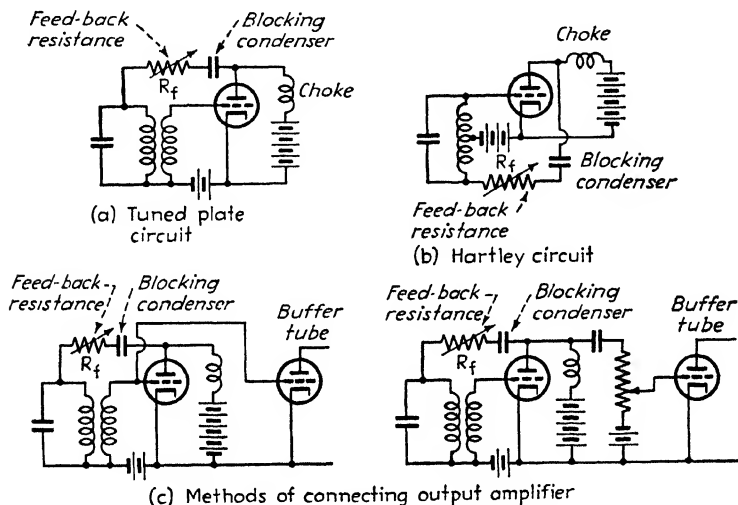 Feed-back
resistance
Blocking
condenser
Rf
Choke
(a) Tuned plate
circuit
Choke
Rf
Blocking
condenser
Feed-back
resistance
(b) Hartley circuit
Feed-back
resistance
Blocking
condenser
Rf
Buffer
tube
Feed-back
resistance
Blocking
condenser
Rf
Buffer
tube
(c) Methods of connecting output amplifier